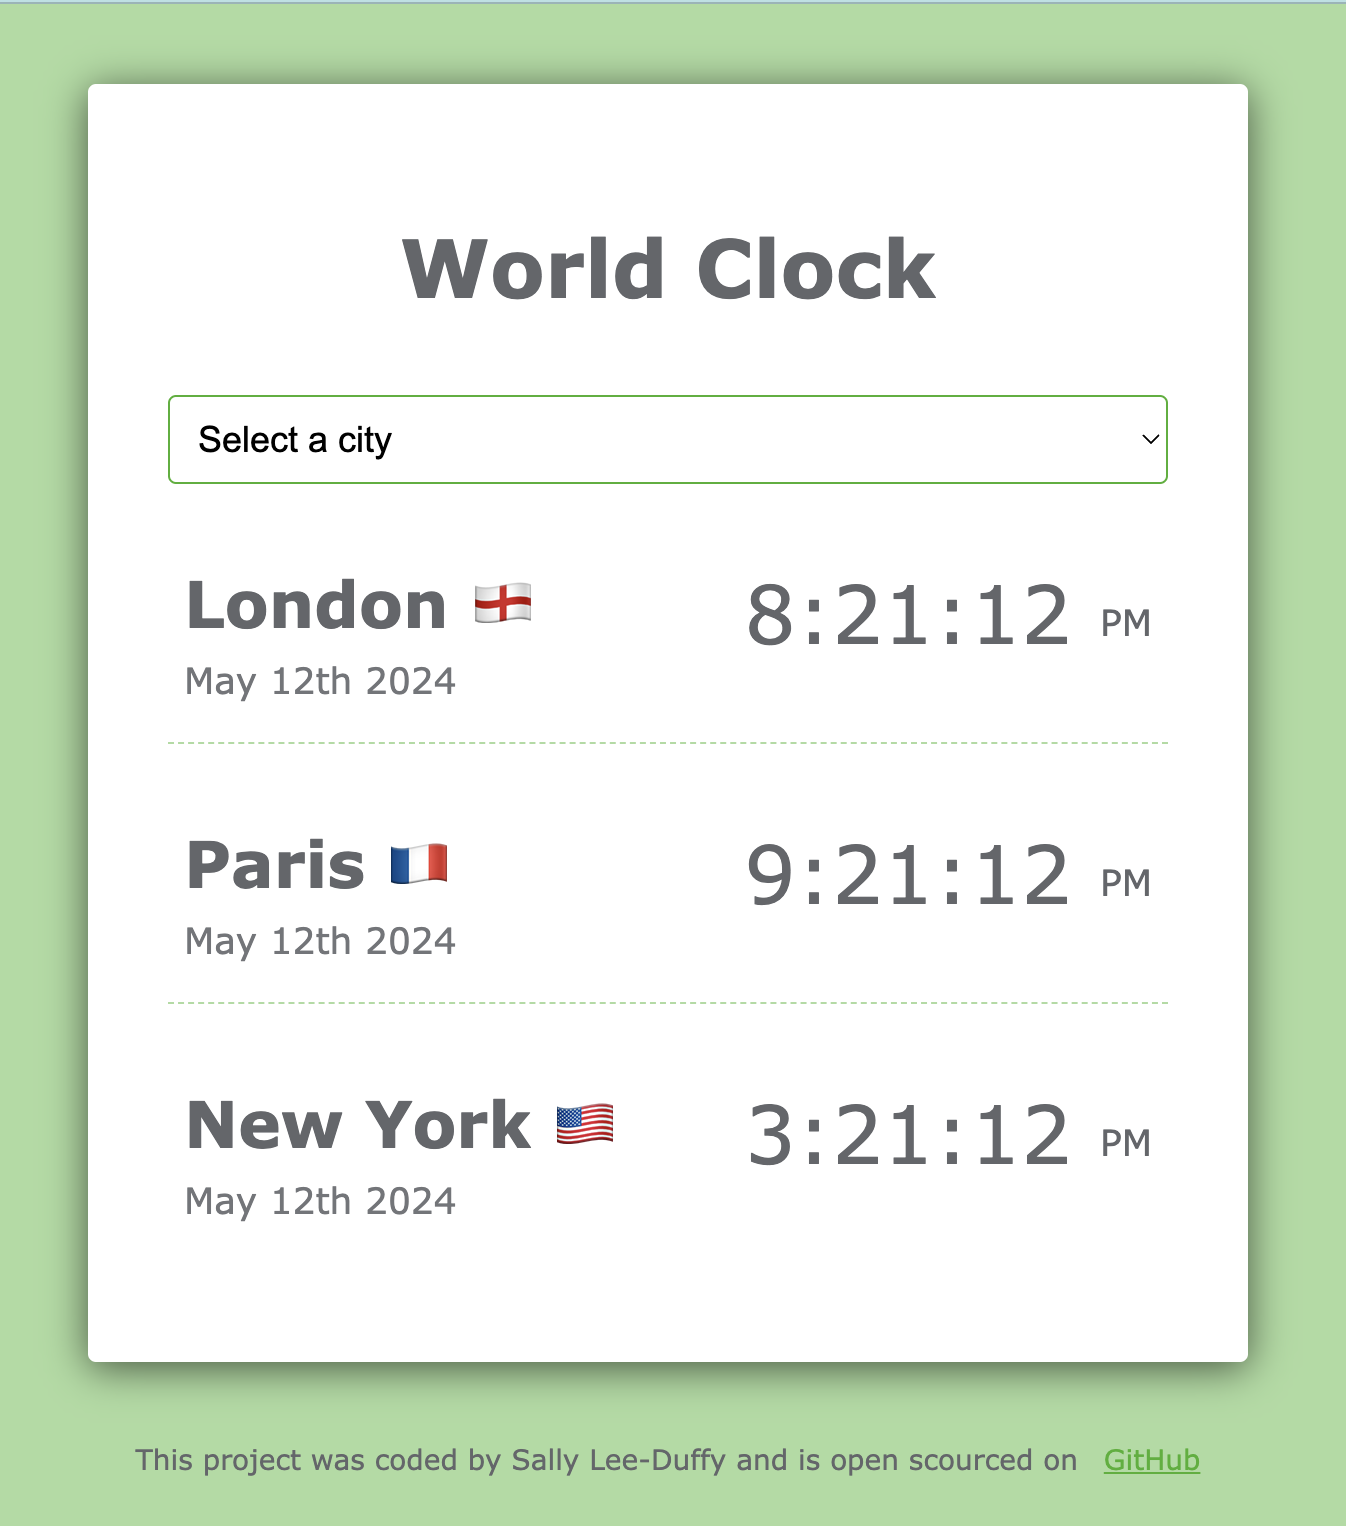 World Clock
Select a city
London 🏴󠁧󠁢󠁥󠁮󠁧󠁿 8:21:12 PM
May 12th 2024
Paris 🇫🇷 9:21:12 PM
May 12th 2024
New York 🇺🇸 3:21:12 PM
May 12th 2024
This project was coded by Sally Lee-Duffy and is open scourced on GitHub